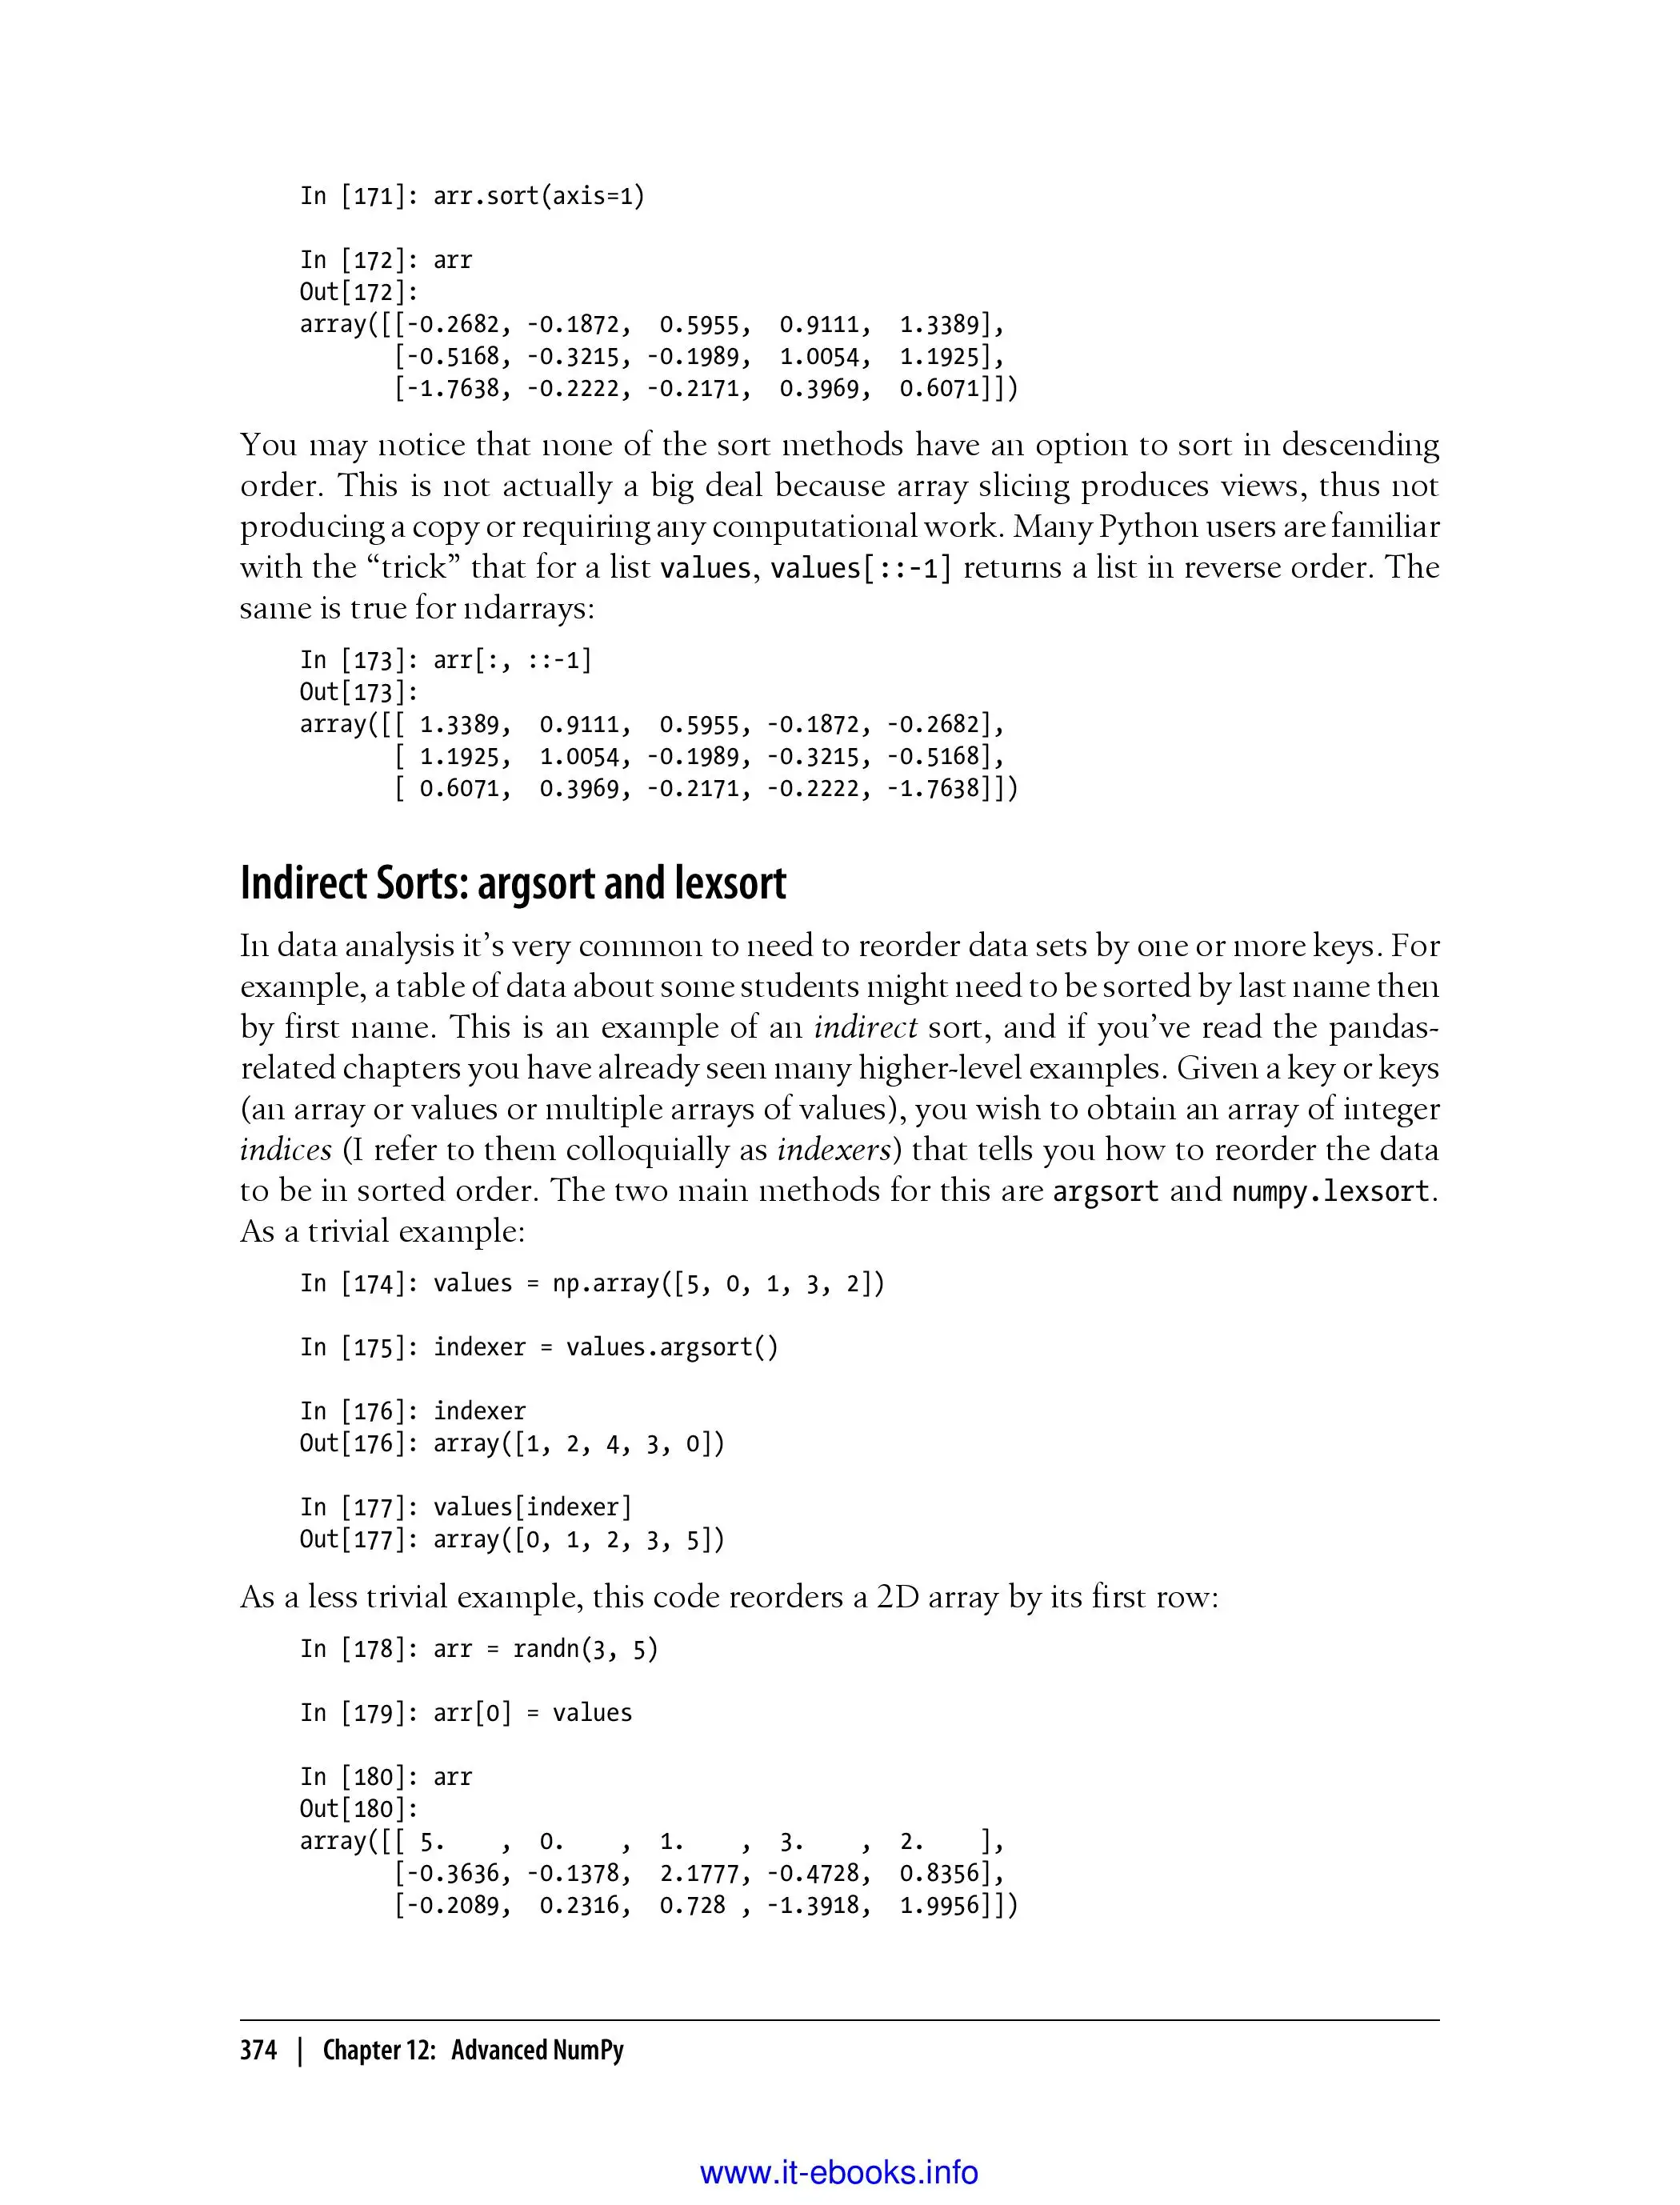 In [171]: arr.sort(axis=1)
In [172]: arr
Out[172]:
array([[-0.2682, -0.1872,  0.5955,  0.9111,  1.3389],
       [-0.5168, -0.3215, -0.1989,  1.0054,  1.1925],
       [-1.7638, -0.2222, -0.2171,  0.3969,  0.6071]])
You may notice that none of the sort methods have an option to sort in descending
order. This is not actually a big deal because array slicing produces views, thus not
producing a copy or requiring any computational work. Many Python users are familiar
with the “trick” that for a list values, values[::-1] returns a list in reverse order. The
same is true for ndarrays:
In [173]: arr[:, ::-1]
Out[173]:
array([[ 1.3389,  0.9111,  0.5955, -0.1872, -0.2682],
       [ 1.1925,  1.0054, -0.1989, -0.3215, -0.5168],
       [ 0.6071,  0.3969, -0.2171, -0.2222, -1.7638]])
Indirect Sorts: argsort and lexsort
In data analysis it’s very common to need to reorder data sets by one or more keys. For
example, a table of data about some students might need to be sorted by last name then
by first name. This is an example of an indirect sort, and if you’ve read the pandas-
related chapters you have already seen many higher-level examples. Given a key or keys
(an array or values or multiple arrays of values), you wish to obtain an array of integer
indices (I refer to them colloquially as indexers) that tells you how to reorder the data
to be in sorted order. The two main methods for this are argsort and numpy.lexsort.
As a trivial example:
In [174]: values = np.array([5, 0, 1, 3, 2])
In [175]: indexer = values.argsort()
In [176]: indexer
Out[176]: array([1, 2, 4, 3, 0])
In [177]: values[indexer]
Out[177]: array([0, 1, 2, 3, 5])
As a less trivial example, this code reorders a 2D array by its first row:
In [178]: arr = randn(3, 5)
In [179]: arr[0] = values
In [180]: arr
Out[180]:
array([[ 5.    ,  0.    ,  1.    ,  3.    ,  2.    ],
       [-0.3636, -0.1378,  2.1777, -0.4728,  0.8356],
       [-0.2089,  0.2316,  0.728 , -1.3918,  1.9956]])
374 | Chapter 12: Advanced NumPy
www.it-ebooks.info